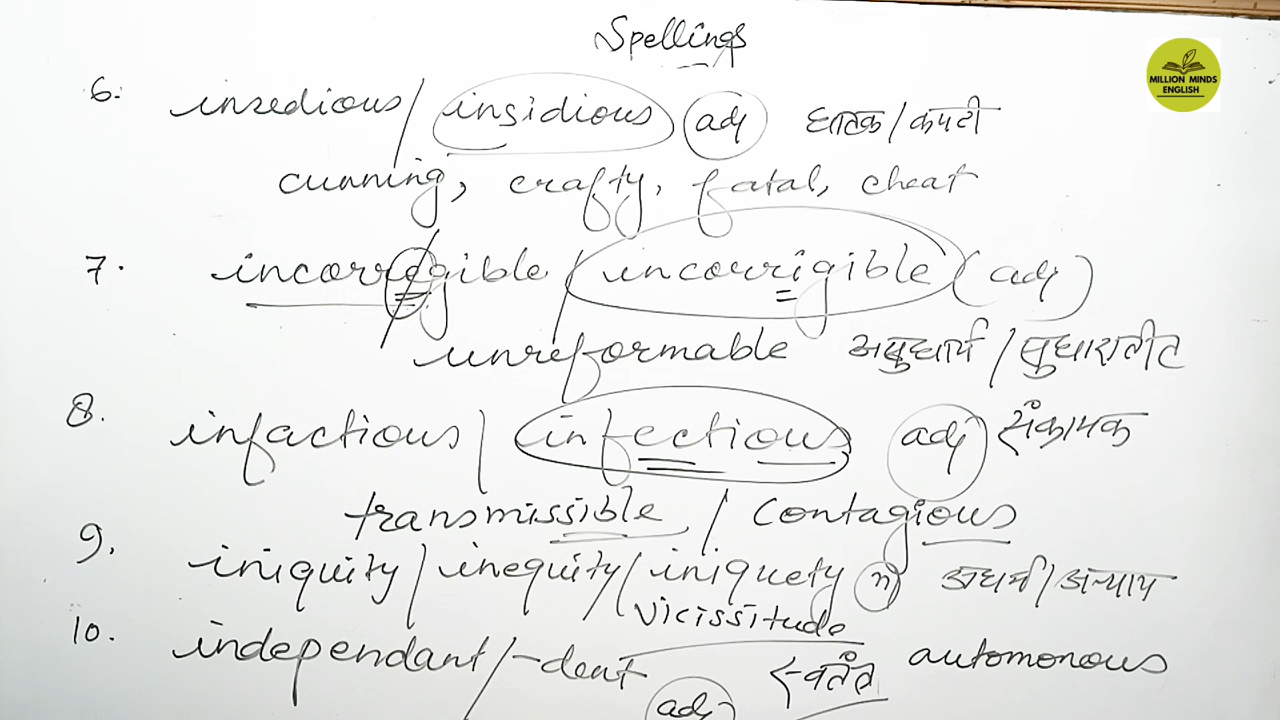 Spellings
MILLION MINDS
ENGLISH
6. insedious / insidious adj घातक / कपटी
cunning, crafty, fatal, cheat
7. incorregible / incorrigible (adj)
unreformable असुधार्य / सुधारातीत
8. infactious / infectious adj संक्रामक
transmissible / Contagious
9. iniquity / inequity / iniquety n अधर्म / अन्याय
vicissitude
10. independant / -dent स्वतंत्र automonous
adj